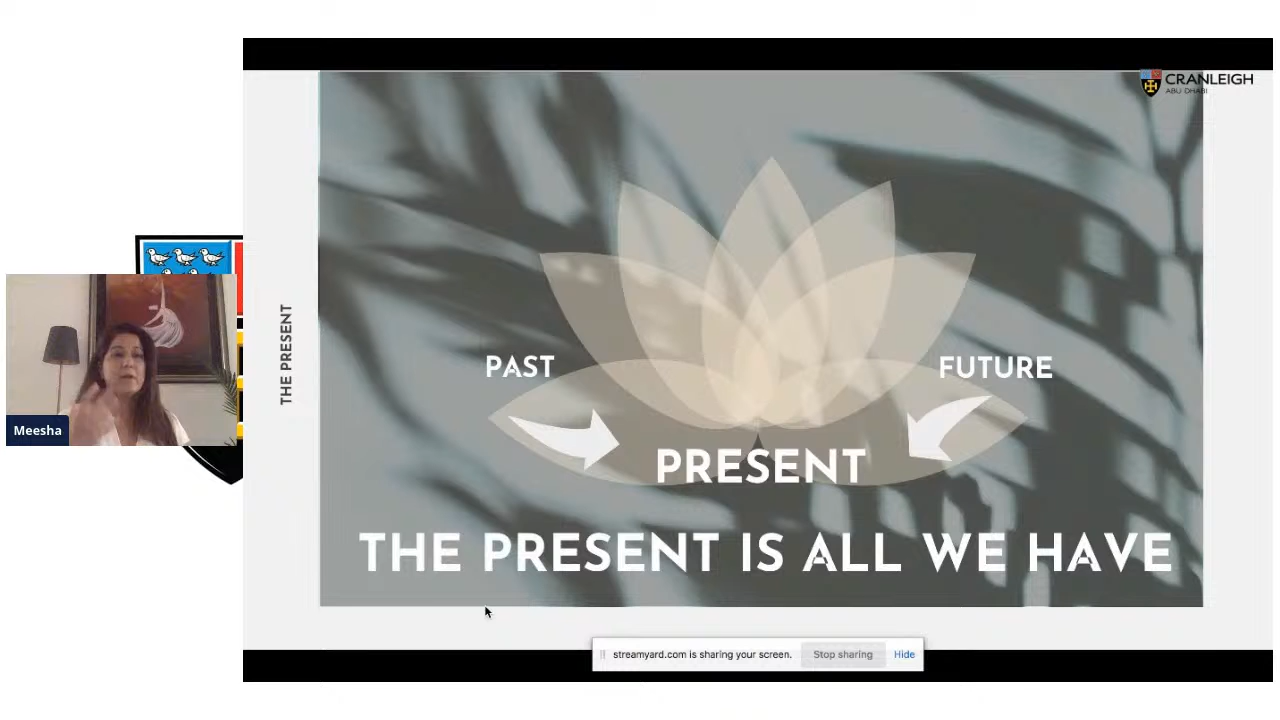 CRANLEIGH
ABU DHABI
THE PRESENT
PAST
FUTURE
PRESENT
THE PRESENT IS ALL WE HAVE
Meesha
streamyard.com is sharing your screen.
Stop sharing
Hide